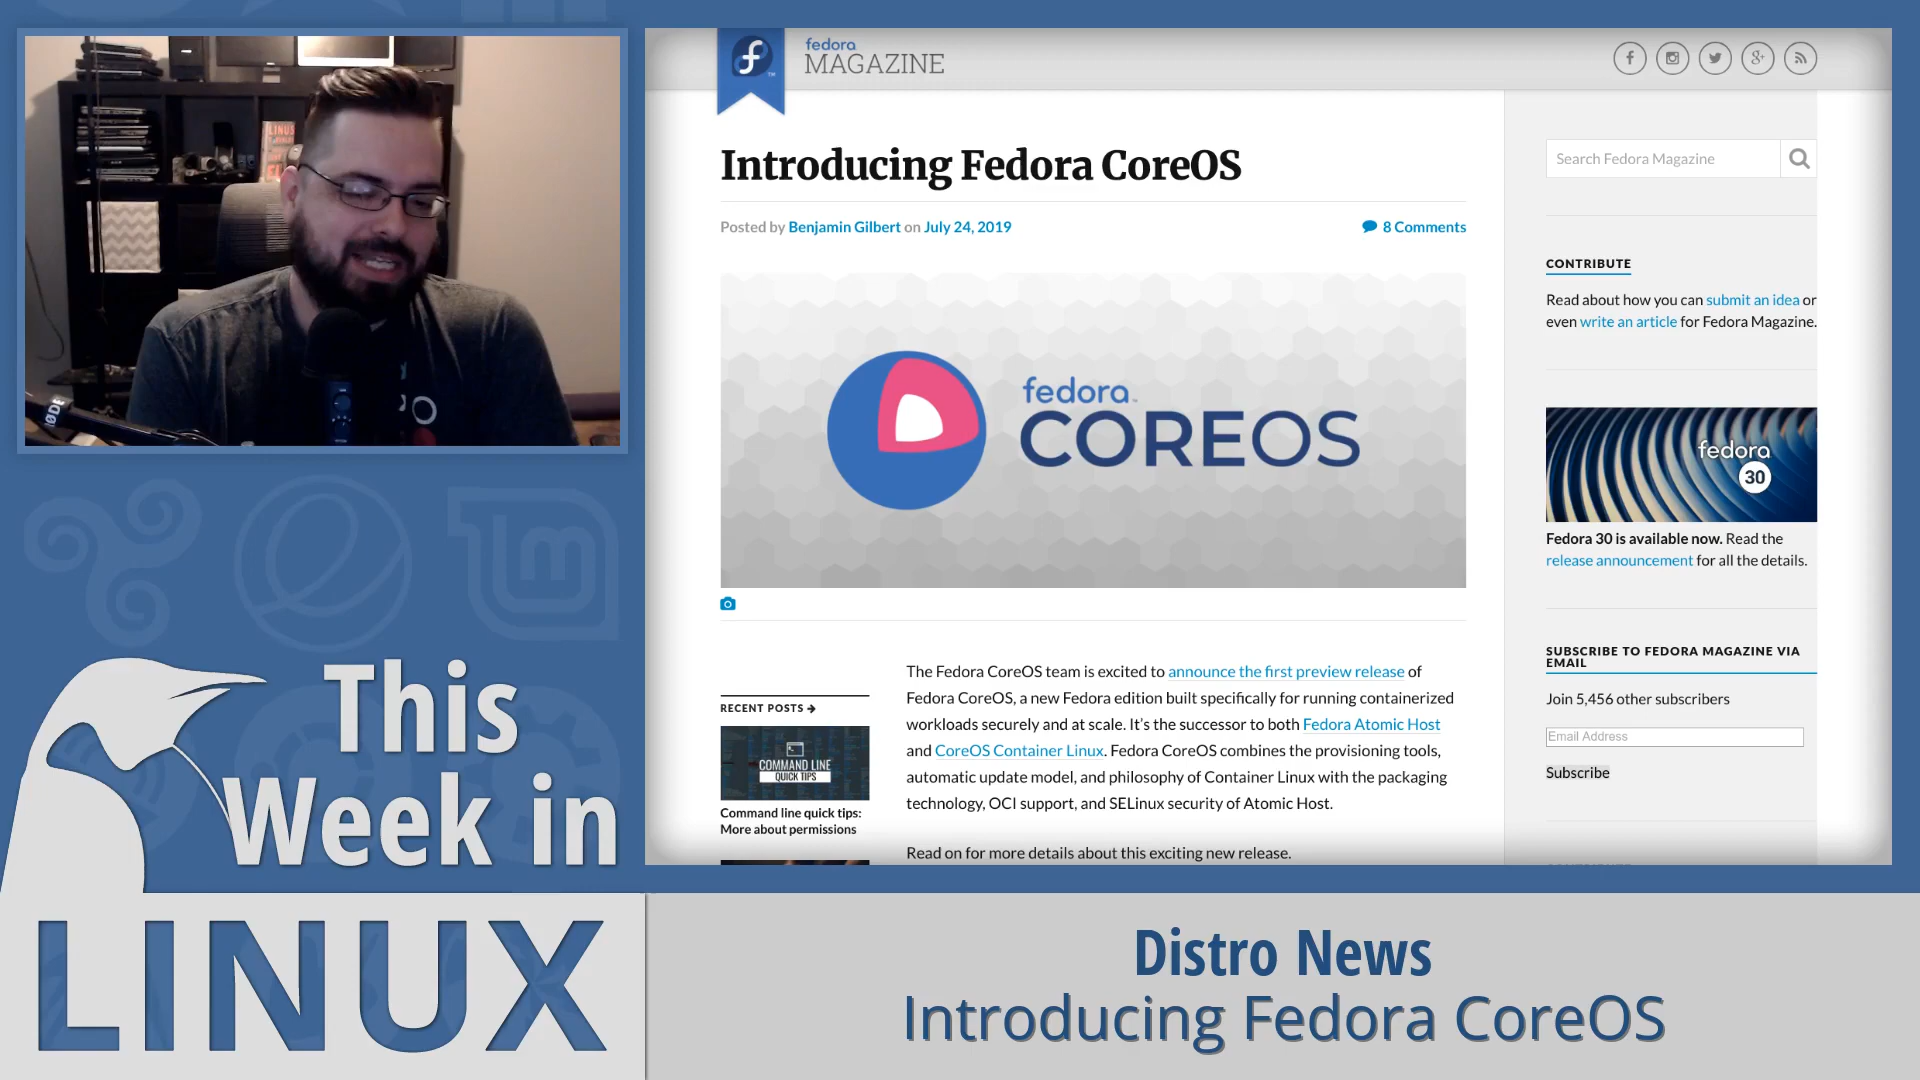 LINUS
RØDE
This
Week in
LINUX
fedora
MAGAZINE
Introducing Fedora CoreOS
Posted by Benjamin Gilbert on July 24, 2019
8 Comments
fedora™
COREOS
RECENT POSTS →
COMMAND LINE
QUICK TIPS
Command line quick tips:
More about permissions
The Fedora CoreOS team is excited to announce the first preview release of
Fedora CoreOS, a new Fedora edition built specifically for running containerized
workloads securely and at scale. It's the successor to both Fedora Atomic Host
and CoreOS Container Linux. Fedora CoreOS combines the provisioning tools,
automatic update model, and philosophy of Container Linux with the packaging
technology, OCI support, and SELinux security of Atomic Host.
Read on for more details about this exciting new release.
Search Fedora Magazine
CONTRIBUTE
Read about how you can submit an idea or
even write an article for Fedora Magazine.
fedora
30
Fedora 30 is available now. Read the
release announcement for all the details.
SUBSCRIBE TO FEDORA MAGAZINE VIA
EMAIL
Join 5,456 other subscribers
Email Address
Subscribe
Distro News
Introducing Fedora CoreOS